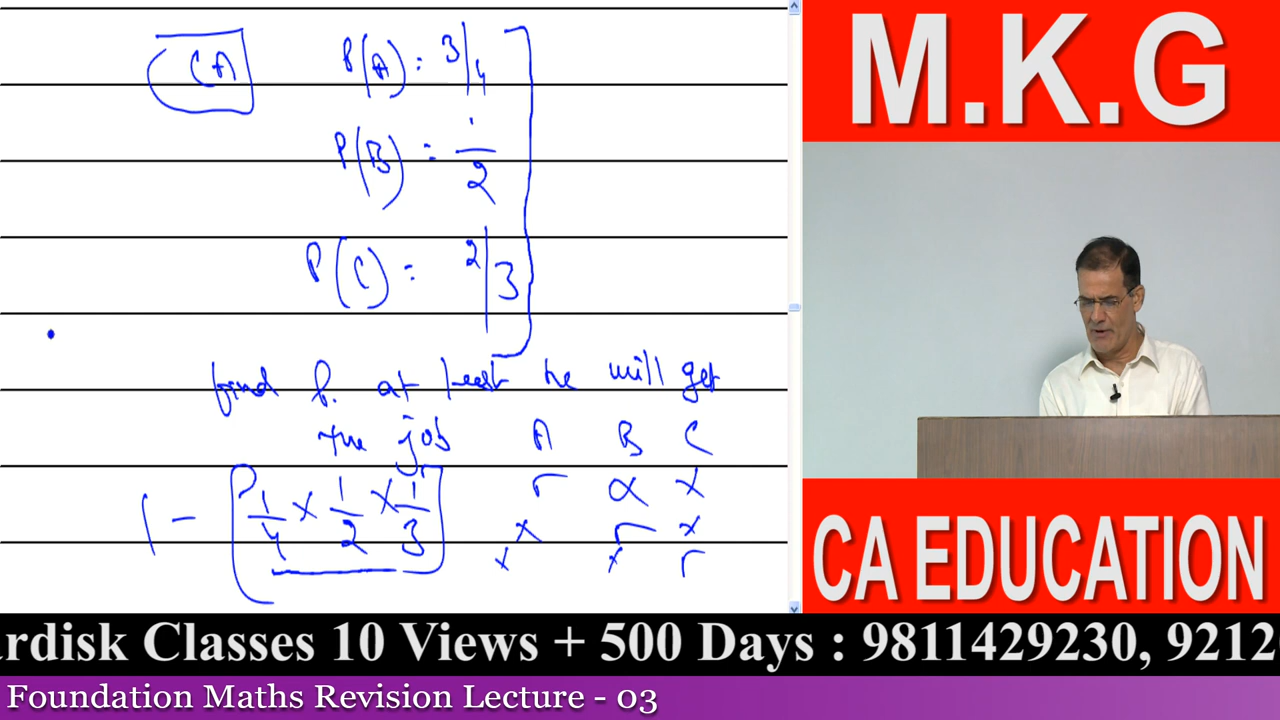 CA P(A) = 3/4
P(B) = 1/2
P(C) = 2/3
find P. at least he will get
the job A B C
1 - [1/4 × 1/2 × 1/3]
M.K.G
CA EDUCATION
rdisk Classes 10 Views + 500 Days : 9811429230, 9212
Foundation Maths Revision Lecture - 03